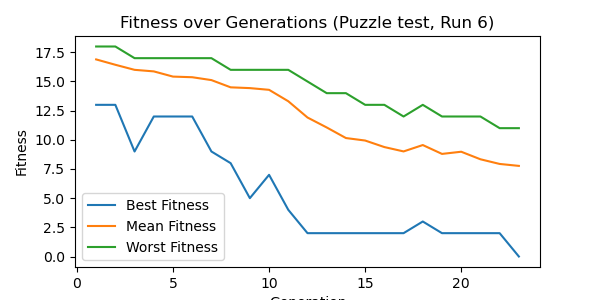 Fitness over Generations (Puzzle test, Run 6)
Fitness
17.5
15.0
12.5
10.0
7.5
5.0
2.5
0.0
Best Fitness
Mean Fitness
Worst Fitness
0
5
10
15
20
Generation